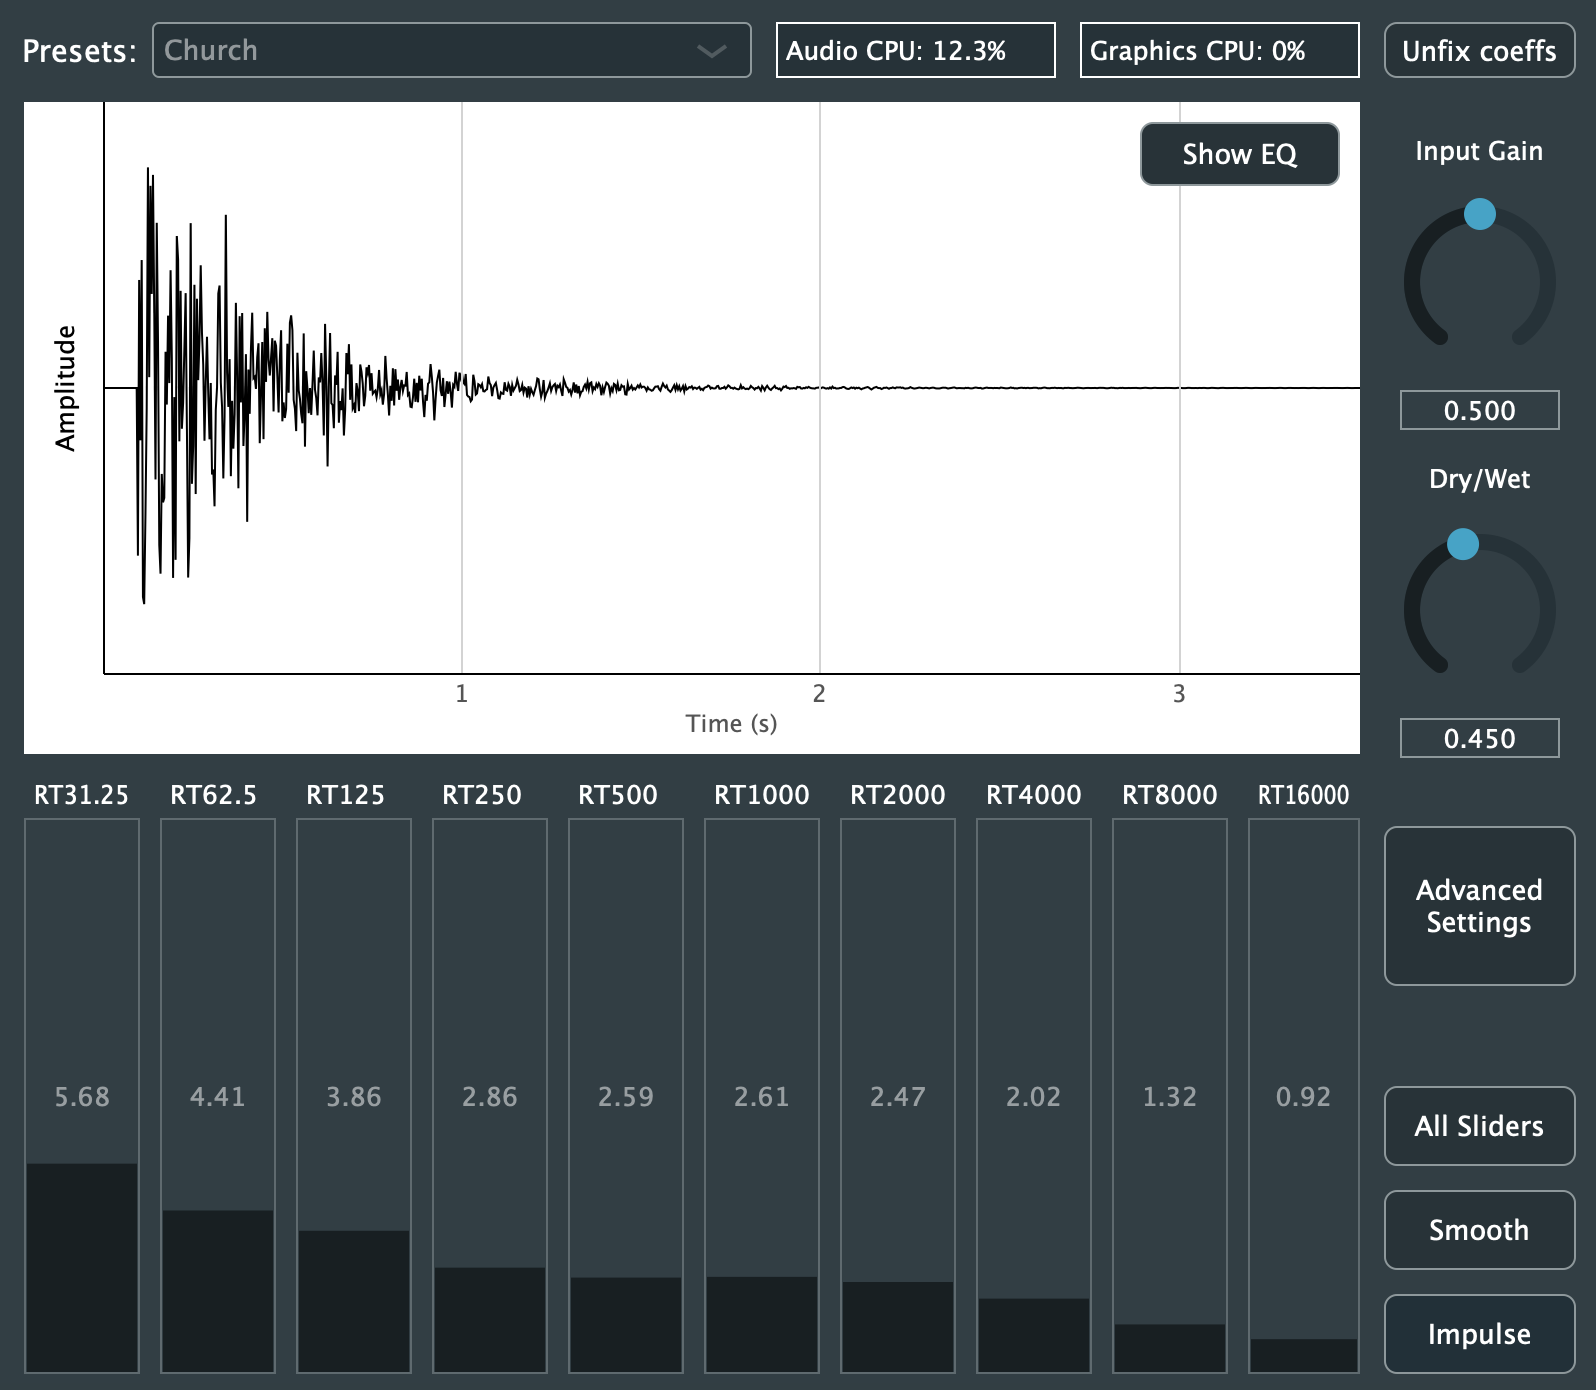 Presets: Church Audio CPU: 12.3% Graphics CPU: 0% Unfix coeffs
Show EQ
Input Gain
Amplitude
0.500
Dry/Wet
1 2 3
Time (s)
0.450
RT31.25 RT62.5 RT125 RT250 RT500 RT1000 RT2000 RT4000 RT8000 RT16000
Advanced
Settings
5.68 4.41 3.86 2.86 2.59 2.61 2.47 2.02 1.32 0.92
All Sliders
Smooth
Impulse